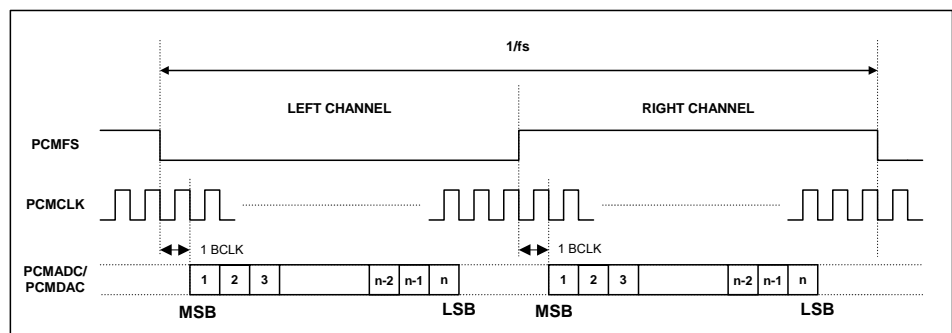 1/fs
LEFT CHANNEL RIGHT CHANNEL
PCMFS
PCMCLK
1 BCLK 1 BCLK
PCMADC/
PCMDAC
1 2 3 n-2 n-1 n 1 2 3 n-2 n-1 n
MSB LSB MSB LSB